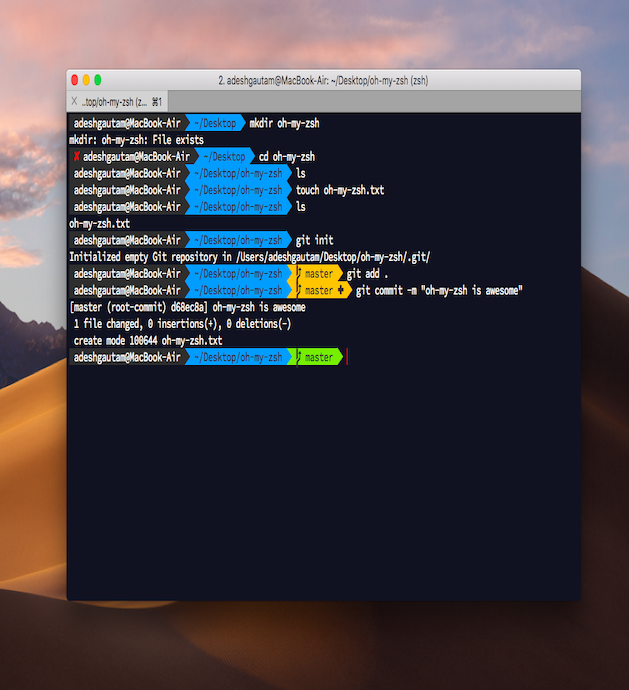 2. adeshgautam@MacBook-Air: ~/Desktop/oh-my-zsh (zsh)
X ..top/oh-my-zsh (z... ⌘1
adeshgautam@MacBook-Air ~/Desktop mkdir oh-my-zsh
mkdir: oh-my-zsh: File exists
✘ adeshgautam@MacBook-Air ~/Desktop cd oh-my-zsh
adeshgautam@MacBook-Air ~/Desktop/oh-my-zsh ls
adeshgautam@MacBook-Air ~/Desktop/oh-my-zsh touch oh-my-zsh.txt
adeshgautam@MacBook-Air ~/Desktop/oh-my-zsh ls
oh-my-zsh.txt
adeshgautam@MacBook-Air ~/Desktop/oh-my-zsh git init
Initialized empty Git repository in /Users/adeshgautam/Desktop/oh-my-zsh/.git/
adeshgautam@MacBook-Air ~/Desktop/oh-my-zsh master git add .
adeshgautam@MacBook-Air ~/Desktop/oh-my-zsh master ✚ git commit -m "oh-my-zsh is awesome"
[master (root-commit) d68ec8a] oh-my-zsh is awesome
1 file changed, 0 insertions(+), 0 deletions(-)
create mode 100644 oh-my-zsh.txt
adeshgautam@MacBook-Air ~/Desktop/oh-my-zsh master